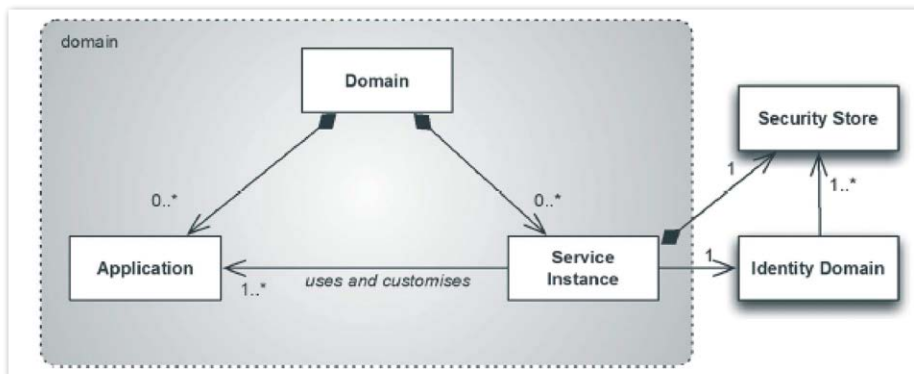 domain
Domain
Security Store
1
1..*
0..*
0..*
Application
Service
Instance
1
Identity Domain
1..*
uses and customises